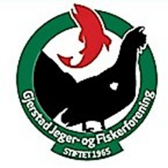 Gjerstad Jeger- og Fiskerforening
STIFTET 1965